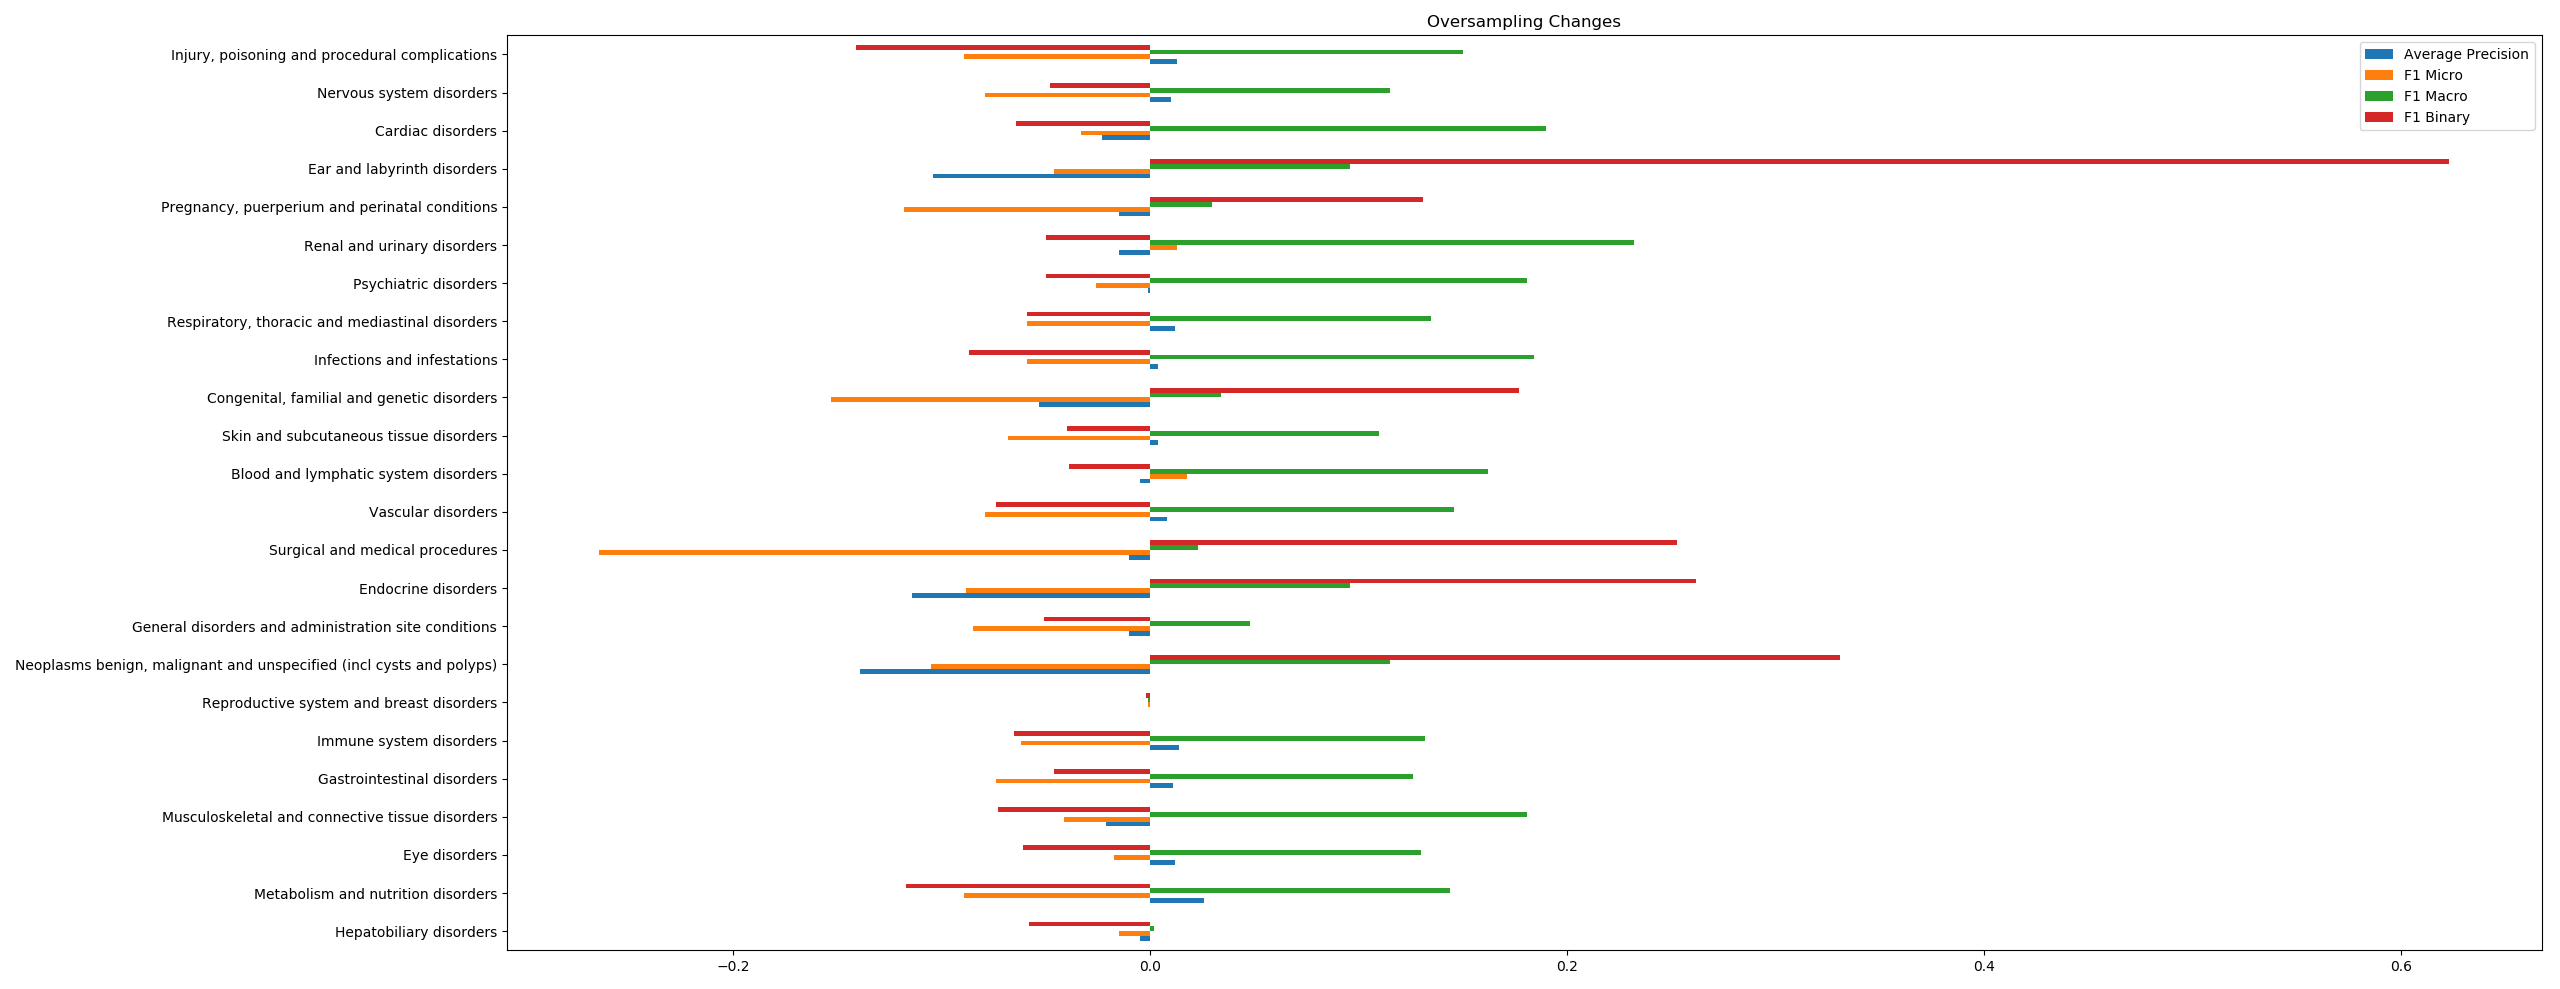 Oversampling Changes
Injury, poisoning and procedural complications
Nervous system disorders
Cardiac disorders
Ear and labyrinth disorders
Pregnancy, puerperium and perinatal conditions
Renal and urinary disorders
Psychiatric disorders
Respiratory, thoracic and mediastinal disorders
Infections and infestations
Congenital, familial and genetic disorders
Skin and subcutaneous tissue disorders
Blood and lymphatic system disorders
Vascular disorders
Surgical and medical procedures
Endocrine disorders
General disorders and administration site conditions
Neoplasms benign, malignant and unspecified (incl cysts and polyps)
Reproductive system and breast disorders
Immune system disorders
Gastrointestinal disorders
Musculoskeletal and connective tissue disorders
Eye disorders
Metabolism and nutrition disorders
Hepatobiliary disorders
Average Precision
F1 Micro
F1 Macro
F1 Binary
−0.2 0.0 0.2 0.4 0.6